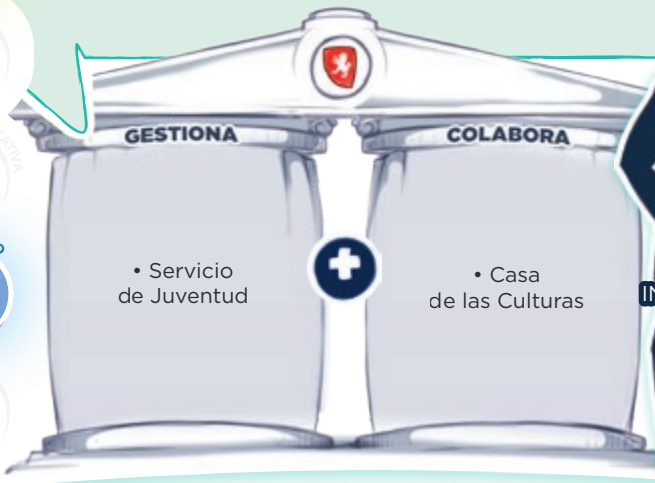 GESTIONA
COLABORA
• Servicio
de Juventud
• Casa
de las Culturas